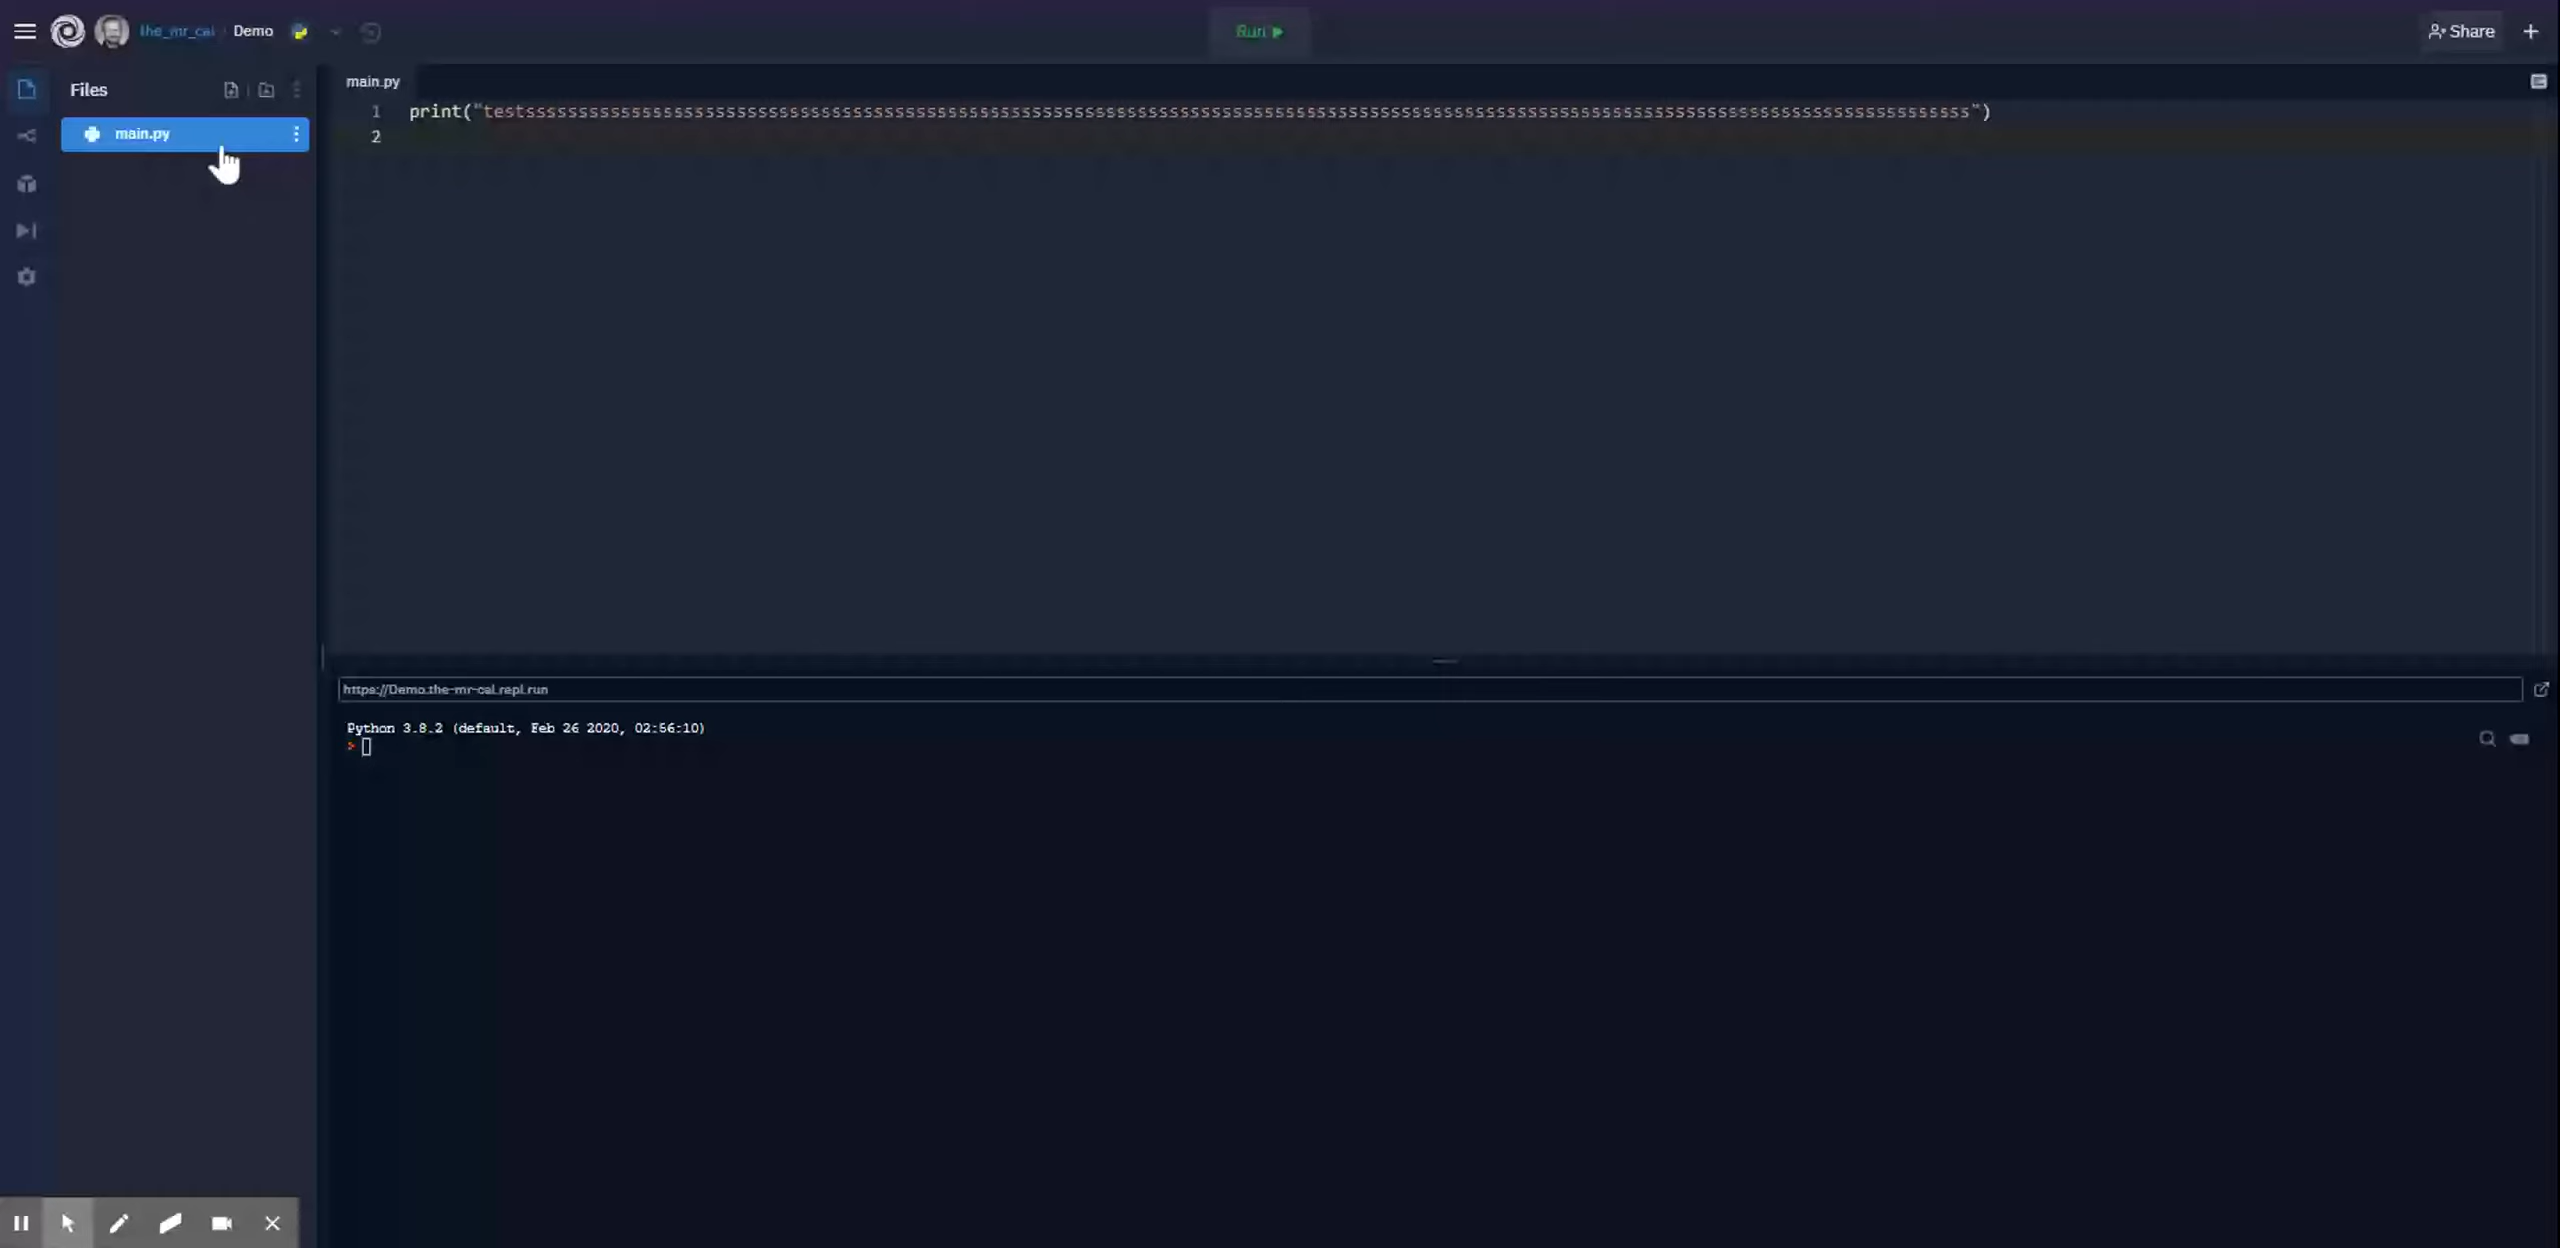 the_mr_cal
Demo
Run
Share
Files
main.py
main.py
1 print("testsssssssssssssssssssssssssssssssssssssssssssssssssssssssssssssssssssssssssssssssssssssssssssssssssssssssssssssssssssssssssssssssssssssssss")
2
https://Demo.the-mr-cal.repl.run
Python 3.8.2 (default, Feb 26 2020, 02:56:10)
>